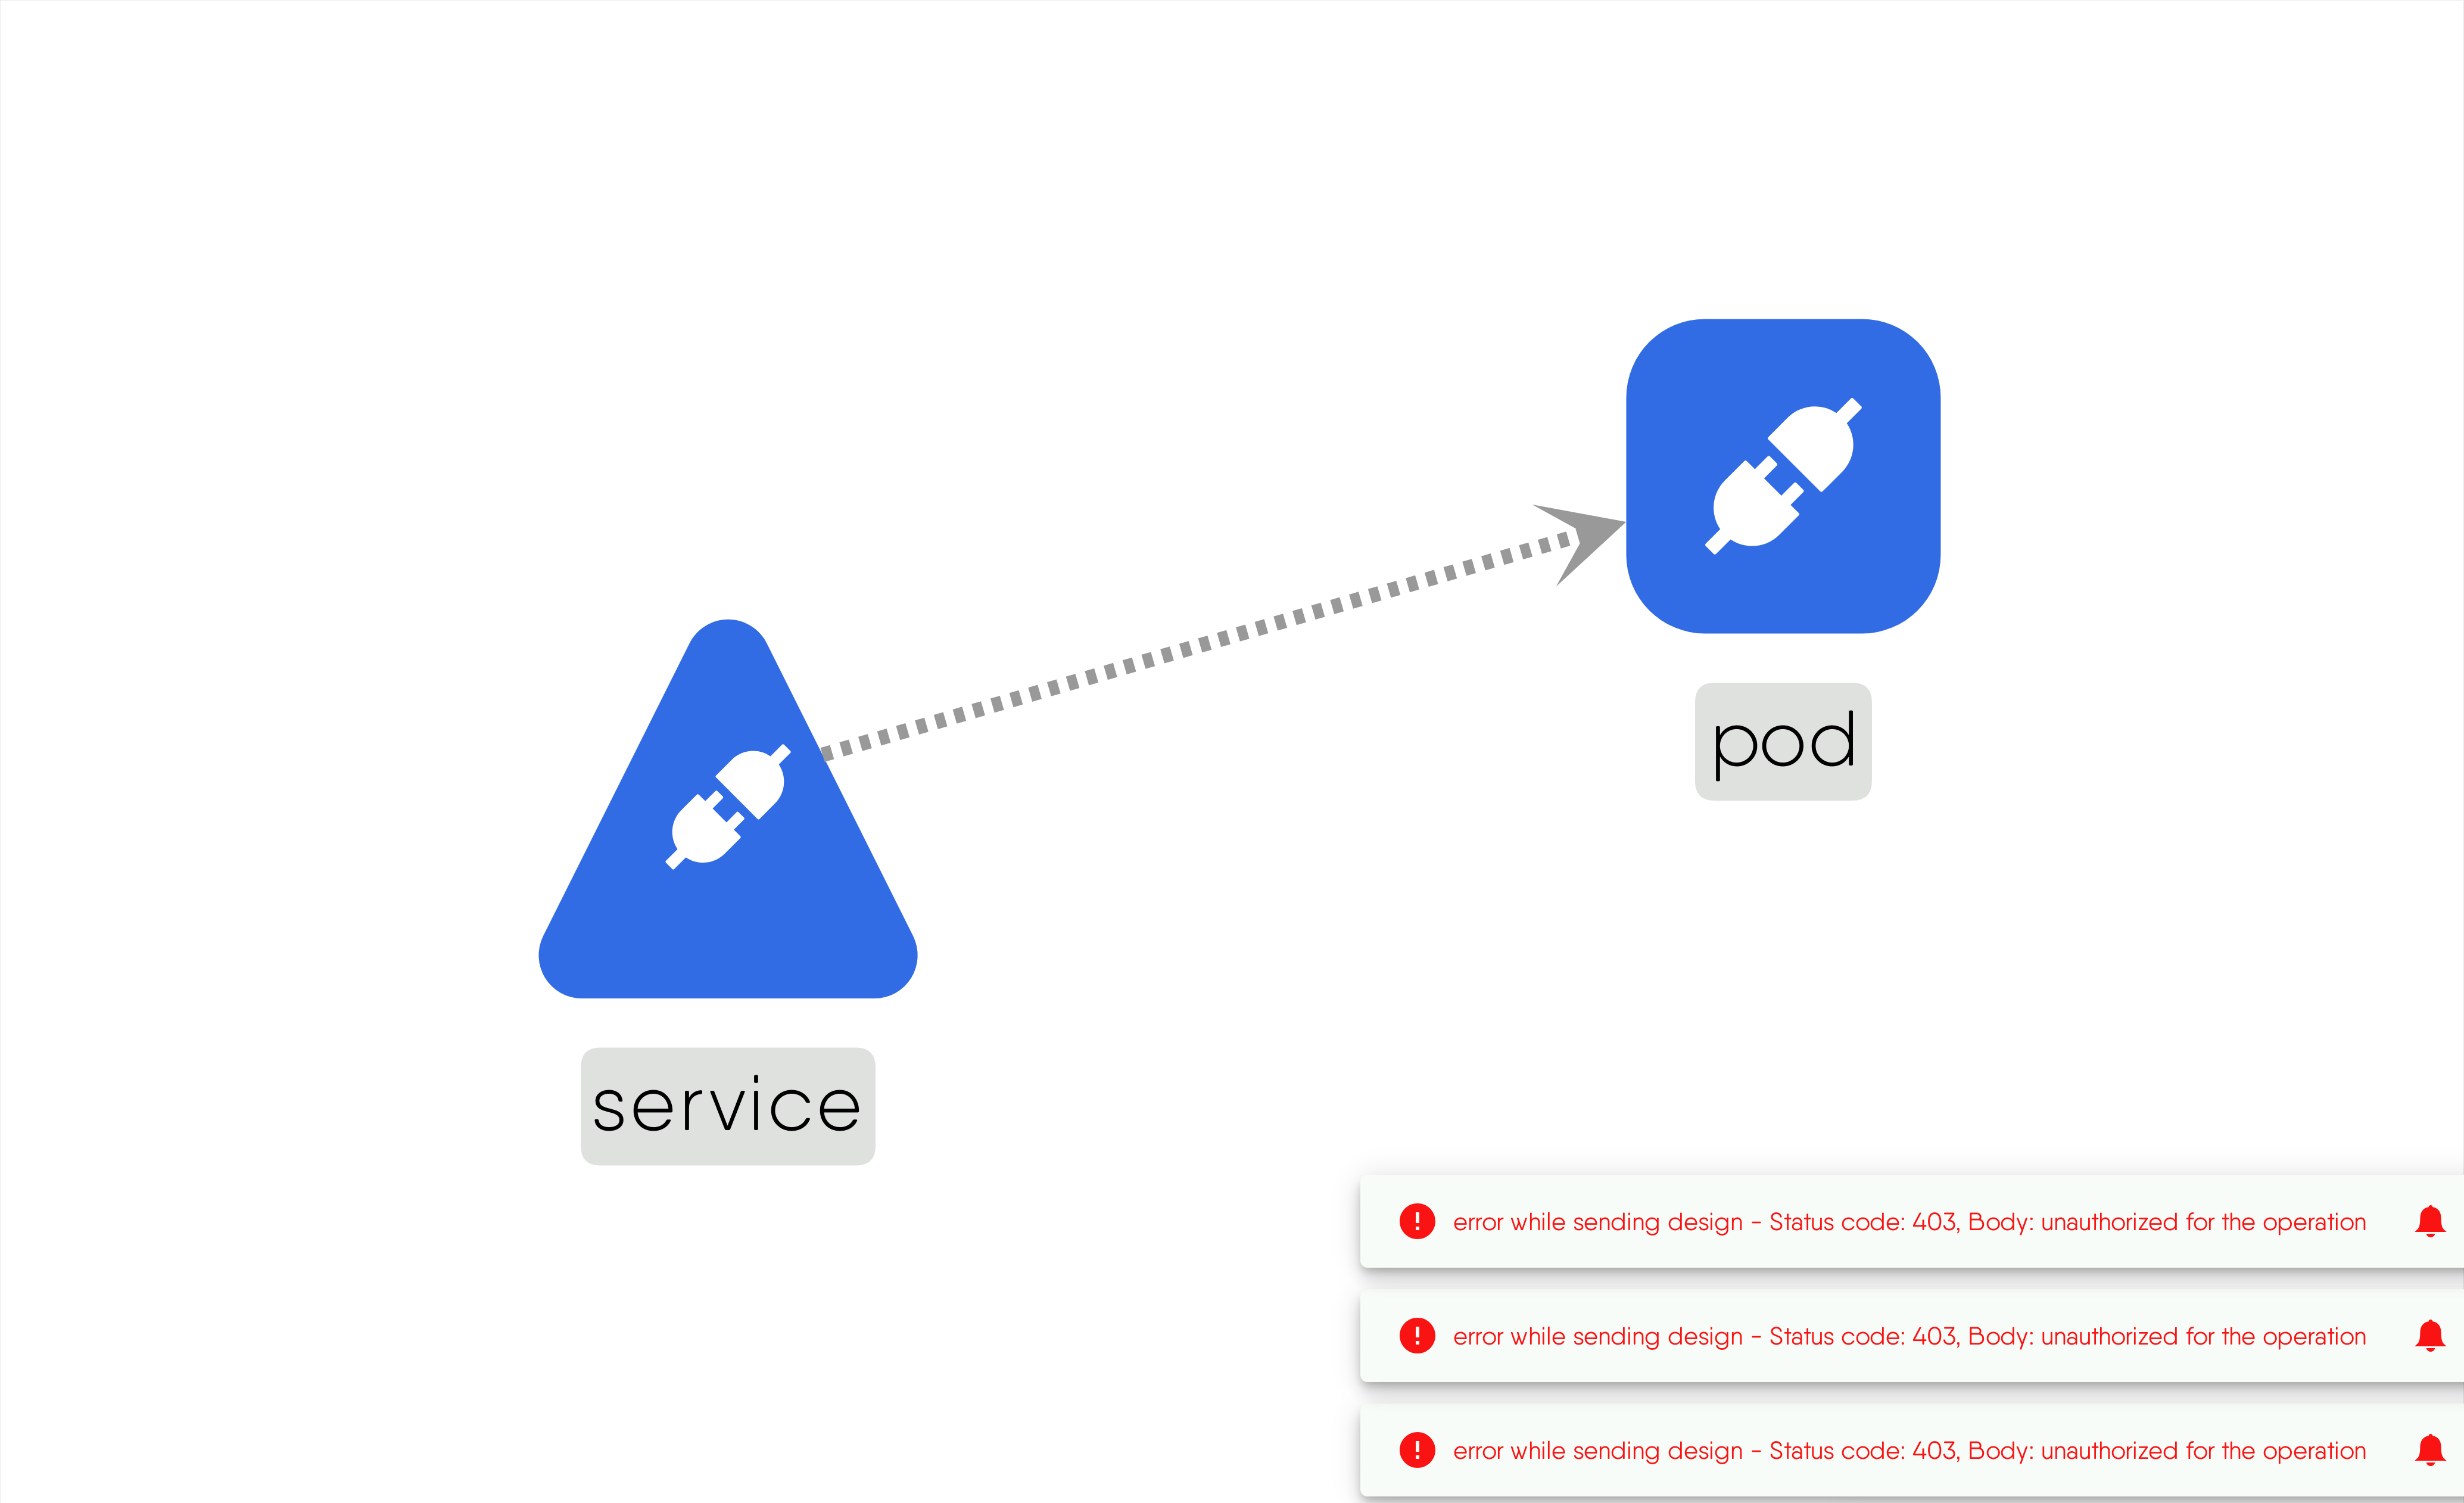 pod
service
error while sending design - Status code: 403, Body: unauthorized for the operation
error while sending design - Status code: 403, Body: unauthorized for the operation
error while sending design - Status code: 403, Body: unauthorized for the operation